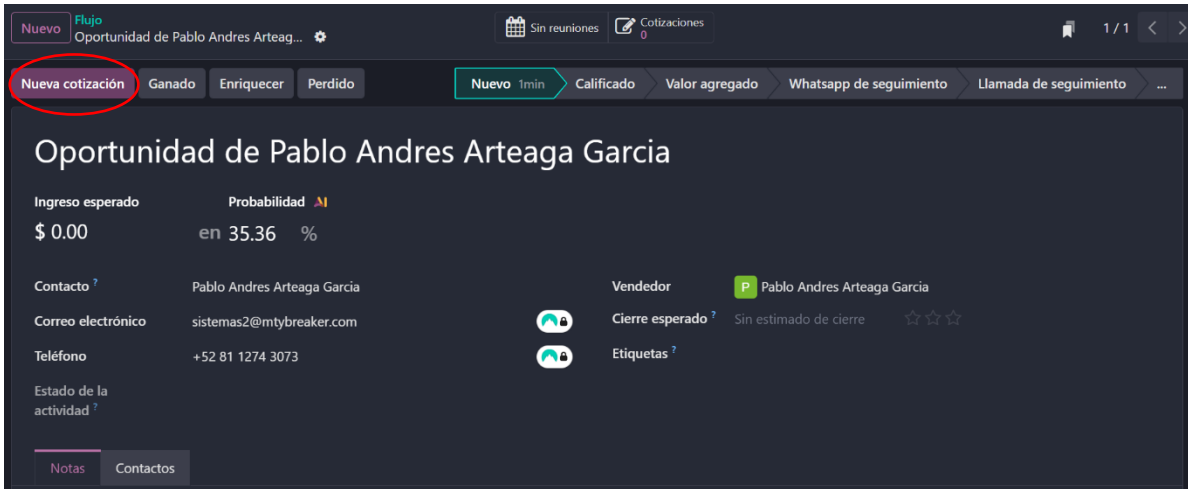 Nuevo
Flujo
Oportunidad de Pablo Andres Arteag...
Sin reuniones
Cotizaciones
0
1 / 1
Nueva cotización
Ganado
Enriquecer
Perdido
Nuevo 1min
Calificado
Valor agregado
Whatsapp de seguimiento
Llamada de seguimiento
...
Oportunidad de Pablo Andres Arteaga Garcia
Ingreso esperado
Probabilidad AI
$ 0.00
en 35.36 %
Contacto ?
Pablo Andres Arteaga Garcia
Vendedor
P Pablo Andres Arteaga Garcia
Correo electrónico
sistemas2@mtybreaker.com
Cierre esperado ?
Sin estimado de cierre
Teléfono
+52 81 1274 3073
Etiquetas ?
Estado de la
actividad ?
Notas
Contactos